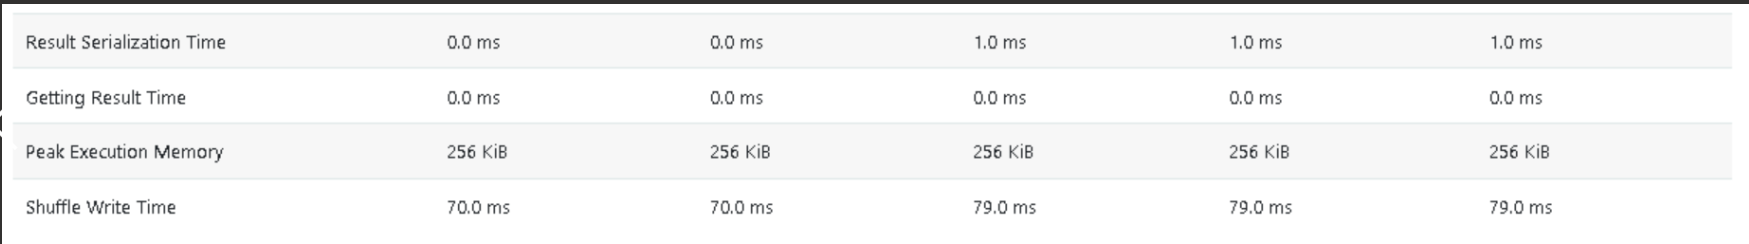 Result Serialization Time 0.0 ms 0.0 ms 1.0 ms 1.0 ms 1.0 ms
Getting Result Time 0.0 ms 0.0 ms 0.0 ms 0.0 ms 0.0 ms
Peak Execution Memory 256 KiB 256 KiB 256 KiB 256 KiB 256 KiB
Shuffle Write Time 70.0 ms 70.0 ms 79.0 ms 79.0 ms 79.0 ms